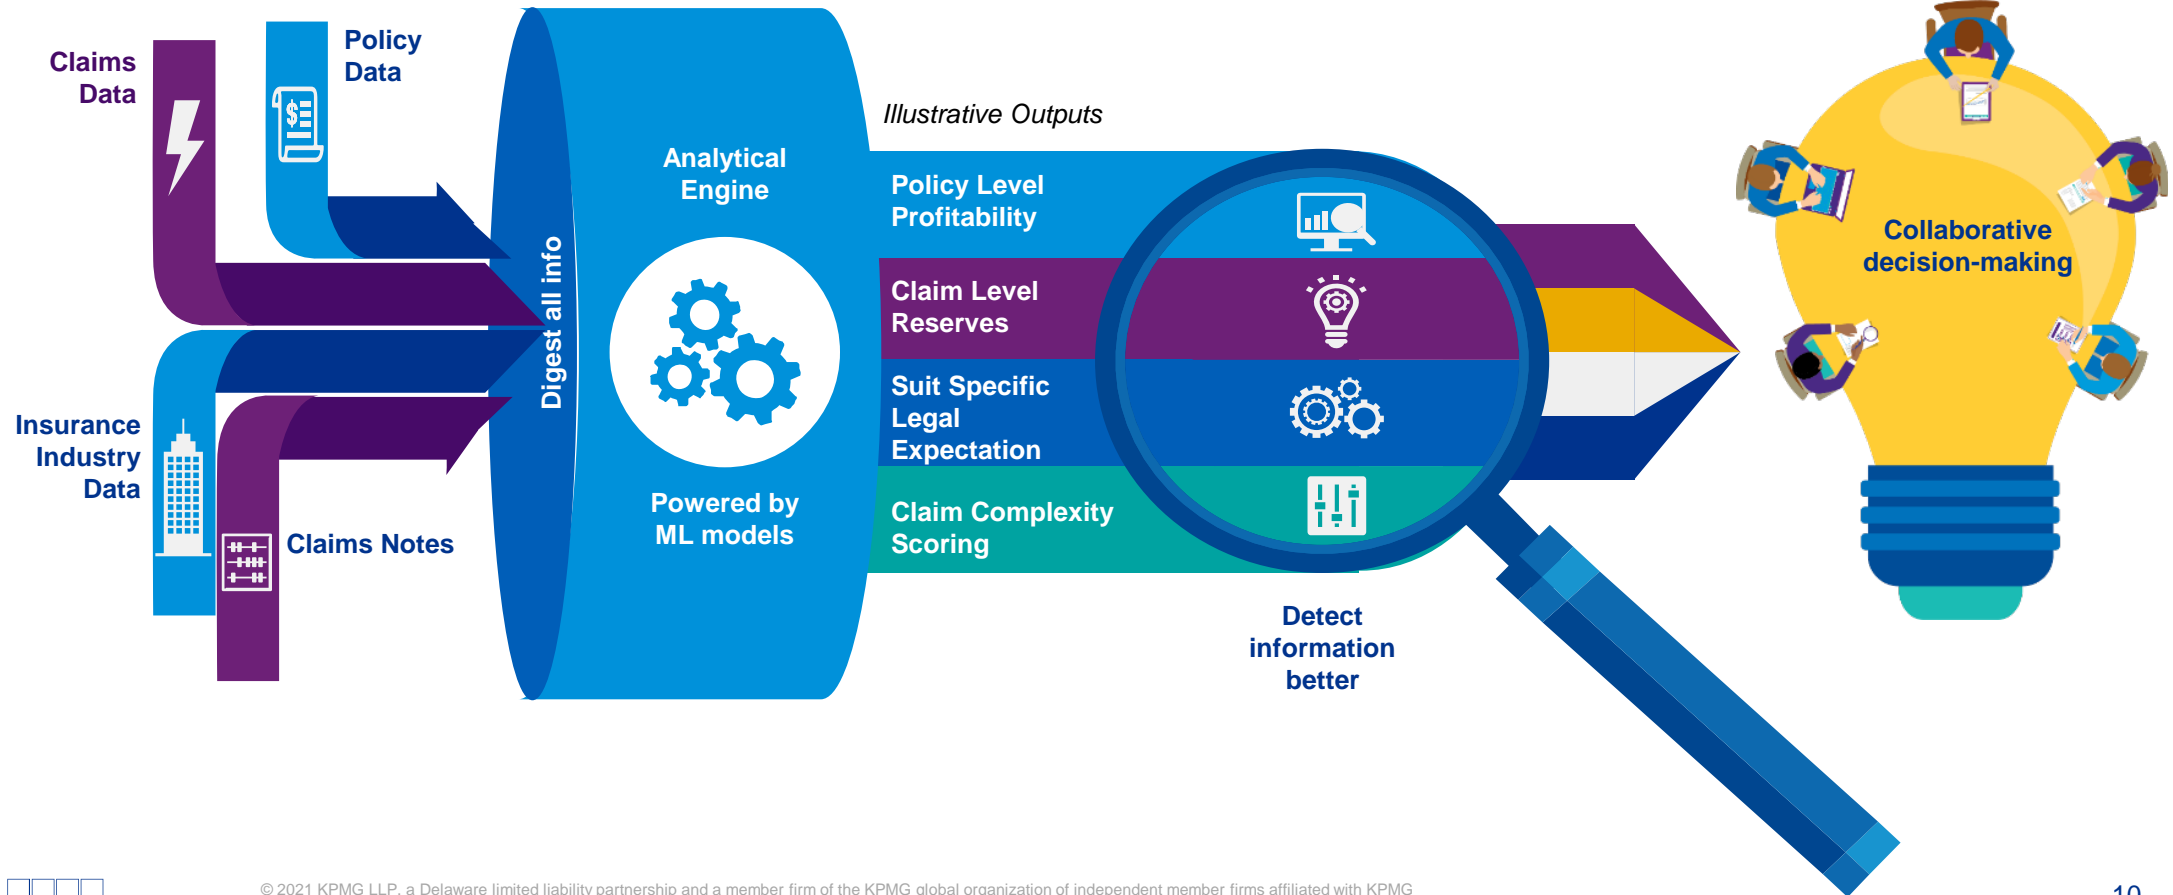 Claims
Data
Policy
Data
Insurance
Industry
Data
Claims Notes
Digest all info
Analytical
Engine
Powered by
ML models
Illustrative Outputs
Policy Level
Profitability
Claim Level
Reserves
Suit Specific
Legal
Expectation
Claim Complexity
Scoring
Detect
information
better
Collaborative
decision-making
© 2021 KPMG LLP, a Delaware limited liability partnership and a member firm of the KPMG global organization of independent member firms affiliated with KPMG
10